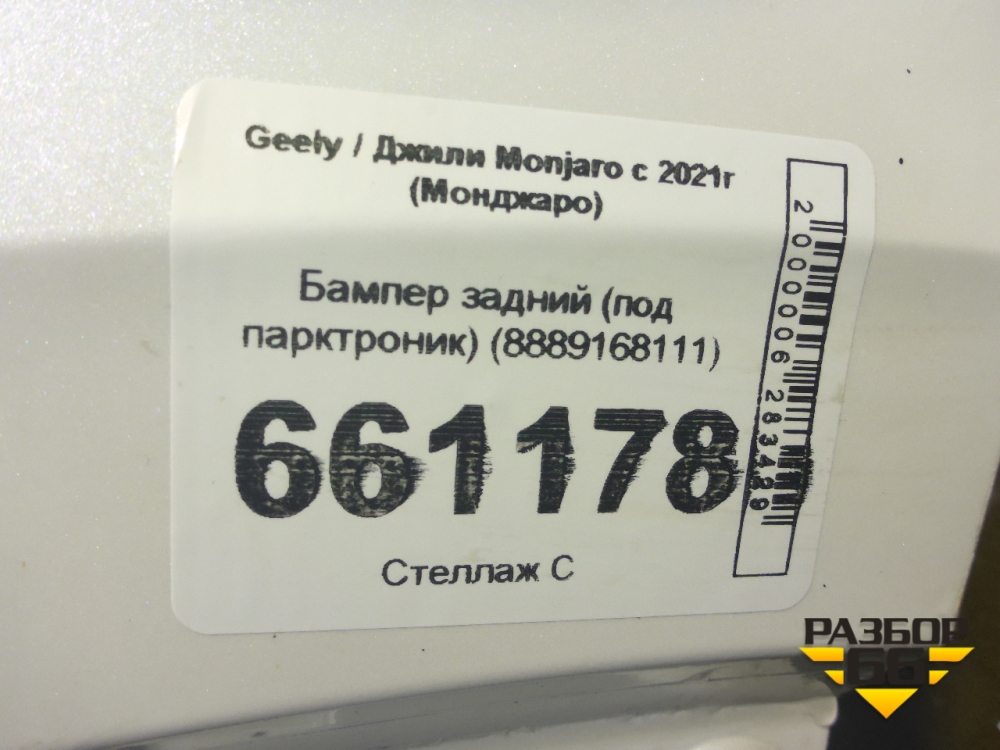 Geely / Джили Monjaro с 2021г
(Монджаро)
Бампер задний (под
парктроник) (8889168111)
661178
Стеллаж С
2000006283429
РАЗБОР
66